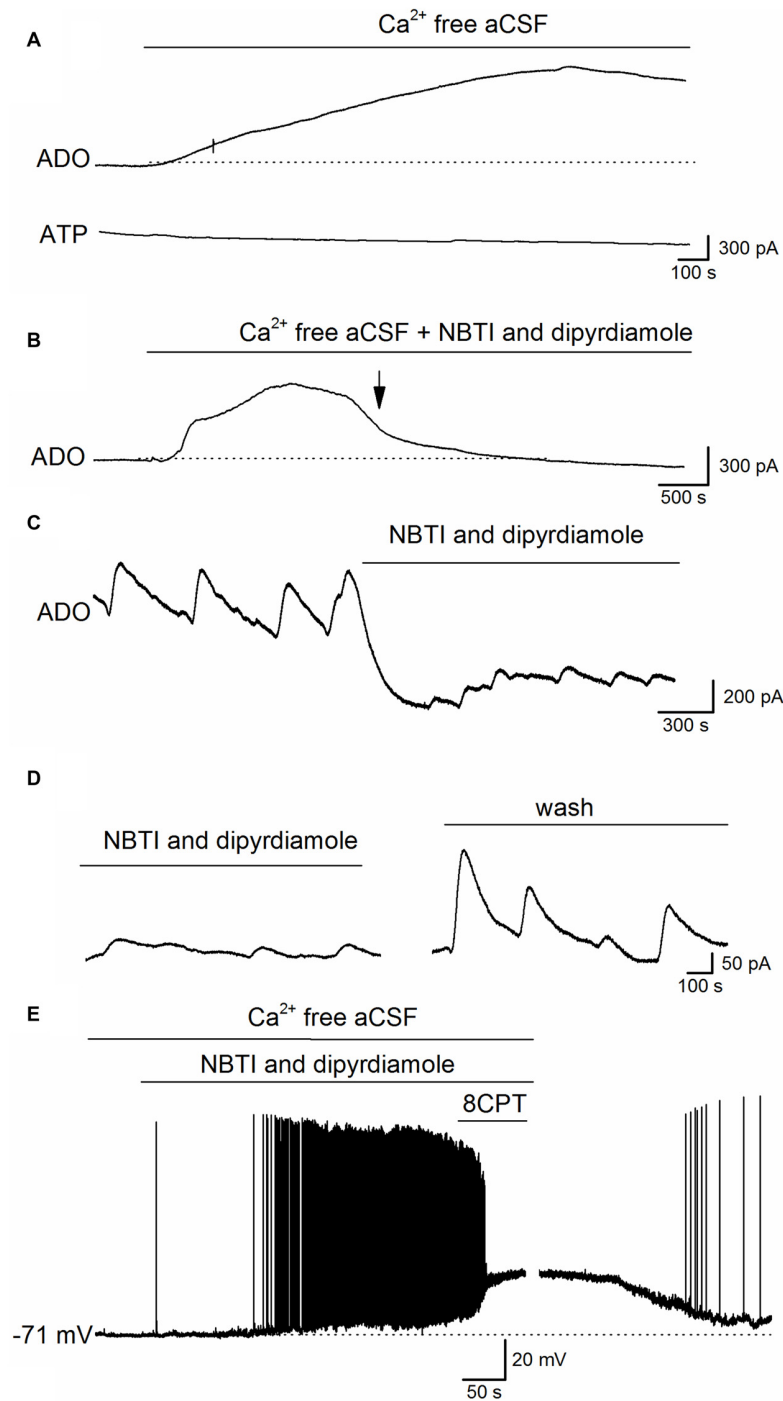 A
Ca2+ free aCSF
ADO
ATP
300 pA
100 s
B
Ca2+ free aCSF + NBTI and dipyrdiamole
ADO
300 pA
500 s
C
NBTI and dipyrdiamole
ADO
200 pA
300 s
D
NBTI and dipyrdiamole
wash
50 pA
100 s
E
Ca2+ free aCSF
NBTI and dipyrdiamole
8CPT
-71 mV
20 mV
50 s